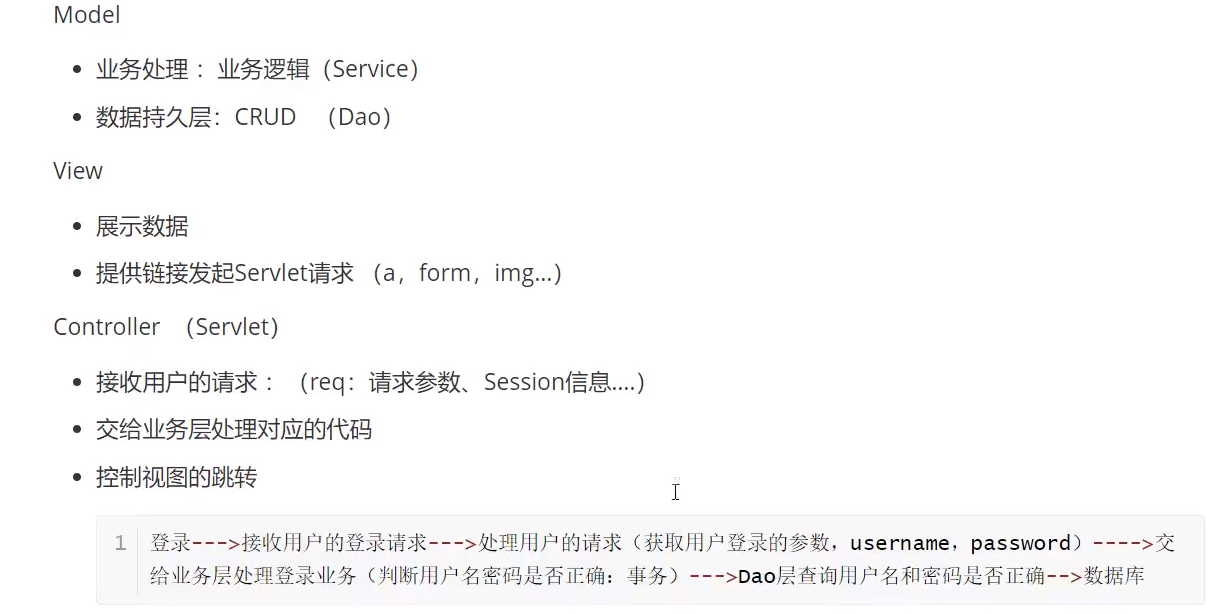 Model
业务处理 ：业务逻辑（Service）
数据持久层：CRUD （Dao）
View
展示数据
提供链接发起Servlet请求 （a，form，img...）
Controller （Servlet）
接收用户的请求 ：（req：请求参数、Session信息....）
交给业务层处理对应的代码
控制视图的跳转
1 登录--->接收用户的登录请求--->处理用户的请求（获取用户登录的参数，username，password）---->交
给业务层处理登录业务（判断用户名密码是否正确：事务）--->Dao层查询用户名和密码是否正确-->数据库